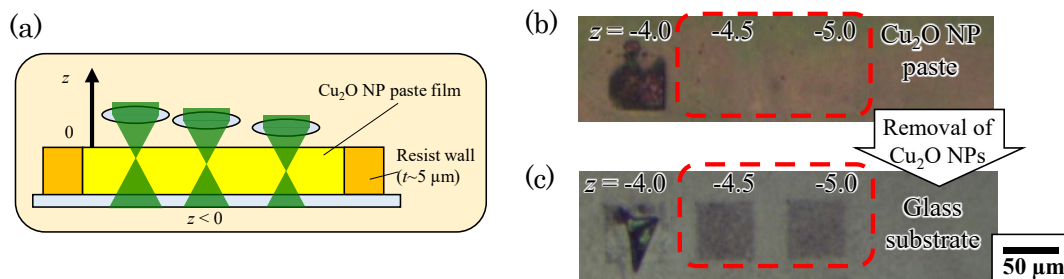 (a)
z
0
Cu₂O NP paste film
Resist wall
(t~5 µm)
z < 0
(b)
z = -4.0
-4.5
-5.0
Cu₂O NP
paste
Removal of
Cu₂O NPs
(c)
z = -4.0
-4.5
-5.0
Glass
substrate
50 µm